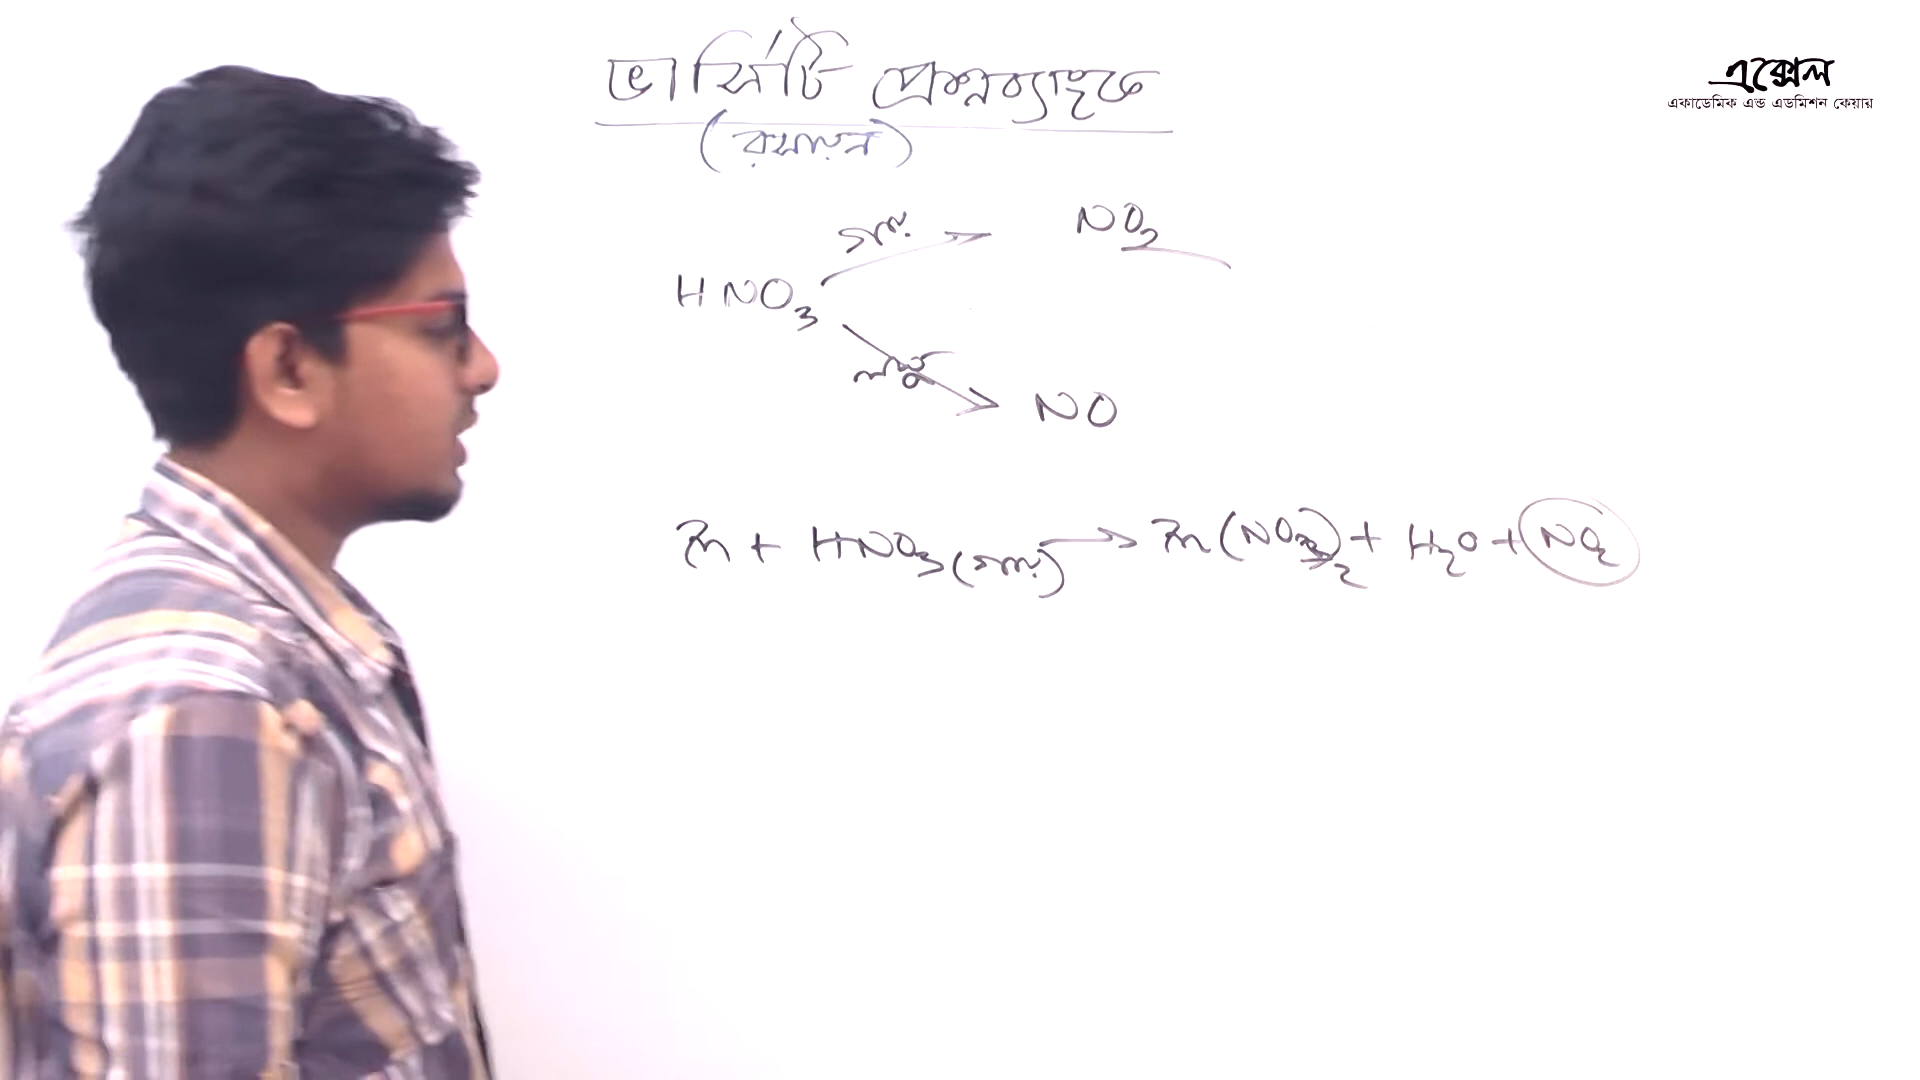 ভার্সিটি প্রশ্নব্যাংক
(রসায়ন)
এক্সেল
একাডেমিক এন্ড এডমিশন কেয়ার
গাঢ়
NO2
HNO3
লঘু
NO
Zn + HNO3(গাঢ়) → Zn(NO3)2 + H2O + NO2